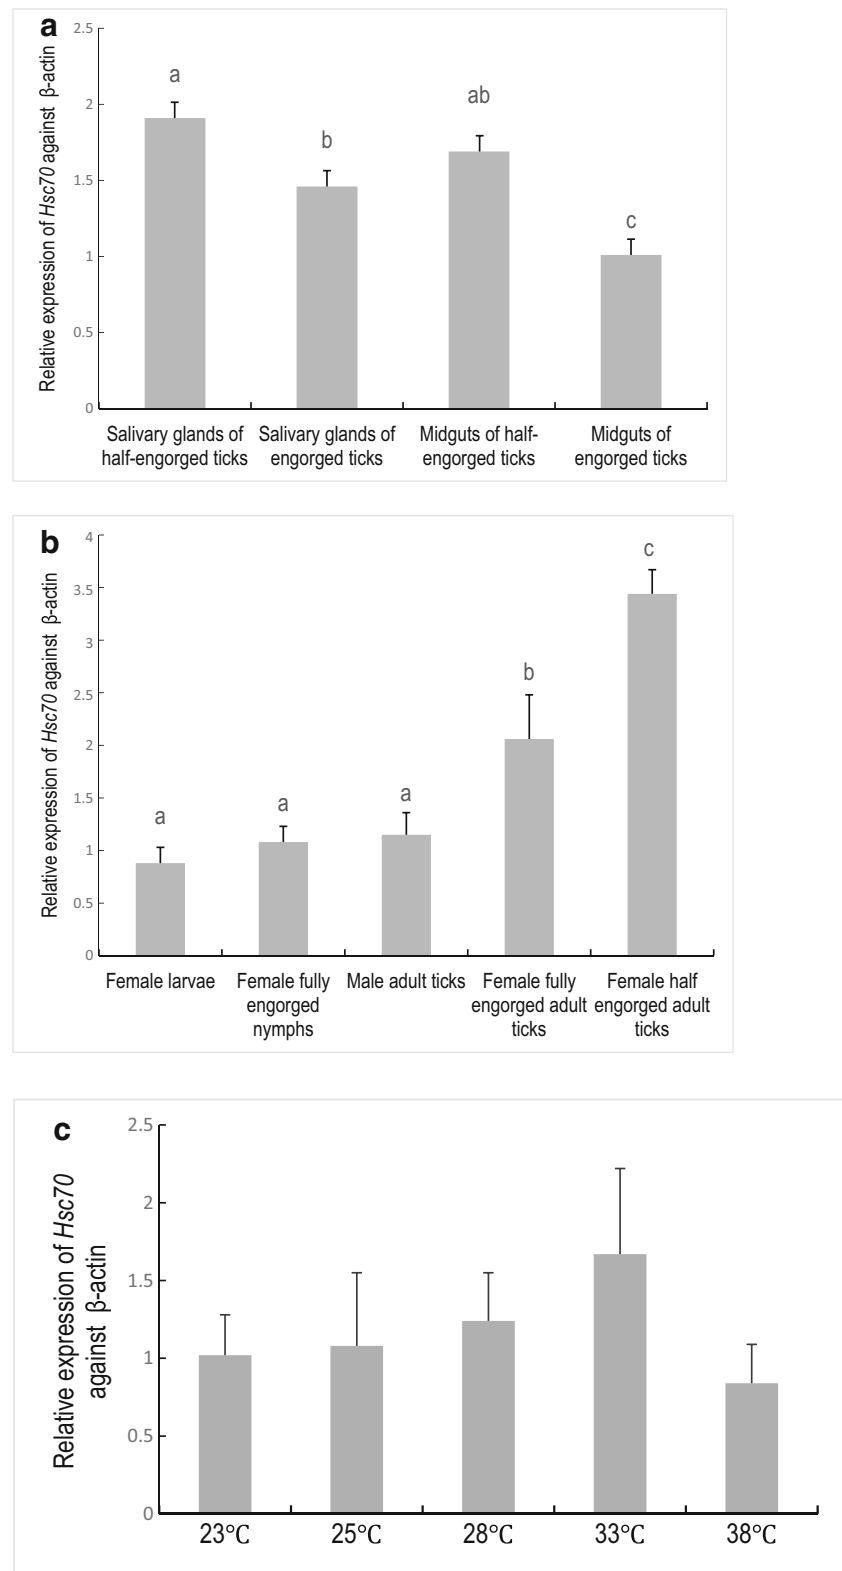 a
Relative expression of Hsc70 against β-actin
2.5
2
1.5
1
0.5
0
a
b
ab
c
Salivary glands of
half-engorged ticks
Salivary glands of
engorged ticks
Midguts of half-
engorged ticks
Midguts of
engorged ticks
b
Relative expression of Hsc70 against β-actin
4
3.5
3
2.5
2
1.5
1
0.5
0
a
a
a
b
c
Female larvae
Female fully
engorged
nymphs
Male adult ticks
Female fully
engorged adult
ticks
Female half
engorged adult
ticks
c
Relative expression of Hsc70
against β-actin
2.5
2
1.5
1
0.5
0
23°C
25°C
28°C
33°C
38°C